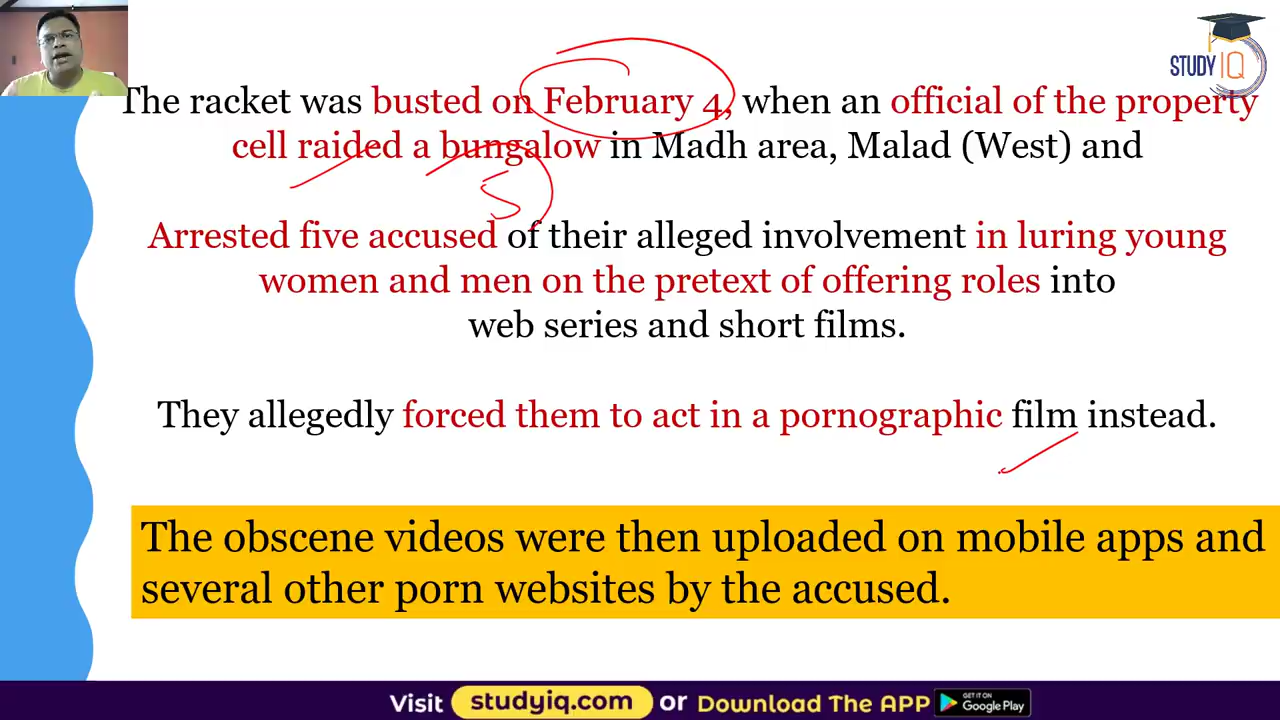 STUDY IQ
The racket was busted on February 4, when an official of the property
cell raided a bungalow in Madh area, Malad (West) and
5
Arrested five accused of their alleged involvement in luring young
women and men on the pretext of offering roles into
web series and short films.
They allegedly forced them to act in a pornographic film instead.
The obscene videos were then uploaded on mobile apps and
several other porn websites by the accused.
Visit studyiq.com or Download The APP GET IT ON Google Play